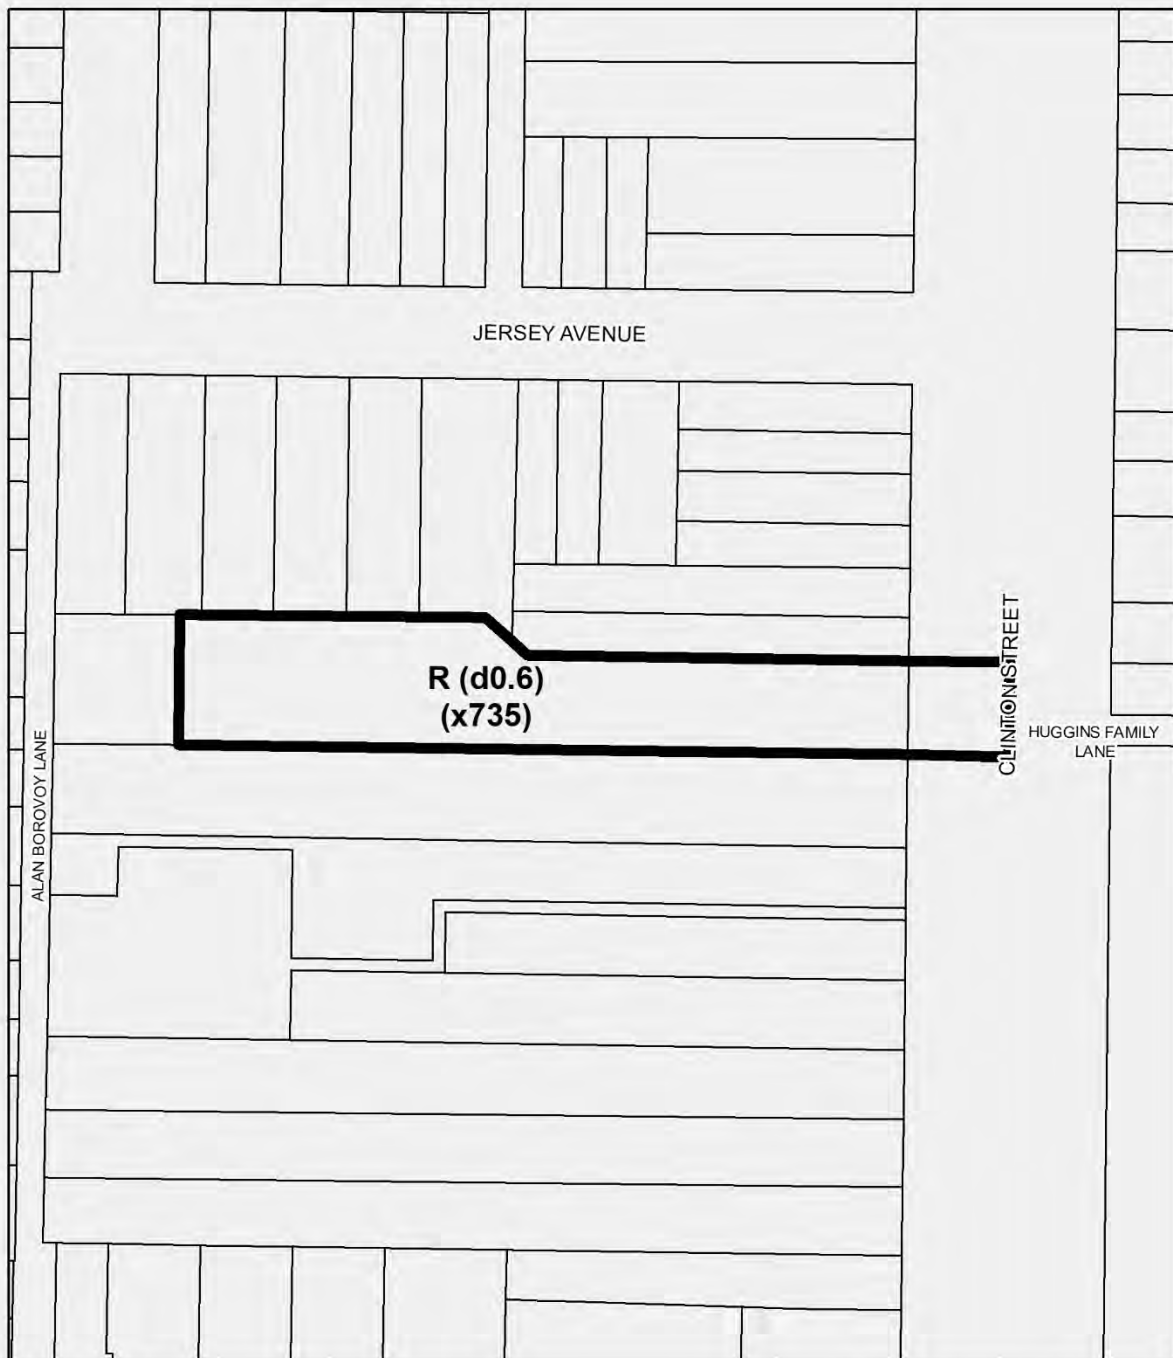 JERSEY AVENUE
R (d0.6)
(x735)
CLINTON STREET
HUGGINS FAMILY
LANE
ALAN BOROVOY LANE